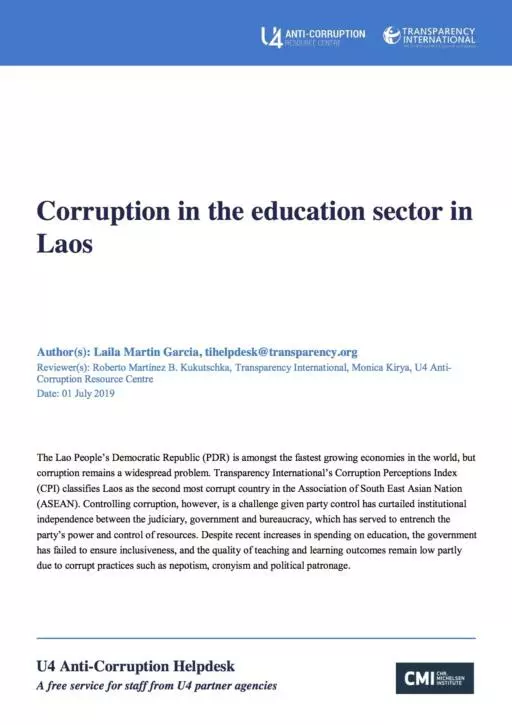 U4 ANTI-CORRUPTION
RESOURCE CENTRE
TRANSPARENCY
INTERNATIONAL
Corruption in the education sector in
Laos
Author(s): Laila Martin Garcia, tihelpdesk@transparency.org
Reviewer(s): Roberto Martínez B. Kukutschka, Transparency International, Monica Kirya, U4 Anti-
Corruption Resource Centre
Date: 01 July 2019
The Lao People's Democratic Republic (PDR) is amongst the fastest growing economies in the world, but
corruption remains a widespread problem. Transparency International's Corruption Perceptions Index
(CPI) classifies Laos as the second most corrupt country in the Association of South East Asian Nation
(ASEAN). Controlling corruption, however, is a challenge given party control has curtailed institutional
independence between the judiciary, government and bureaucracy, which has served to entrench the
party's power and control of resources. Despite recent increases in spending on education, the government
has failed to ensure inclusiveness, and the quality of teaching and learning outcomes remain low partly
due to corrupt practices such as nepotism, cronyism and political patronage.
U4 Anti-Corruption Helpdesk
A free service for staff from U4 partner agencies
CMI CHR.
MICHELSEN
INSTITUTE